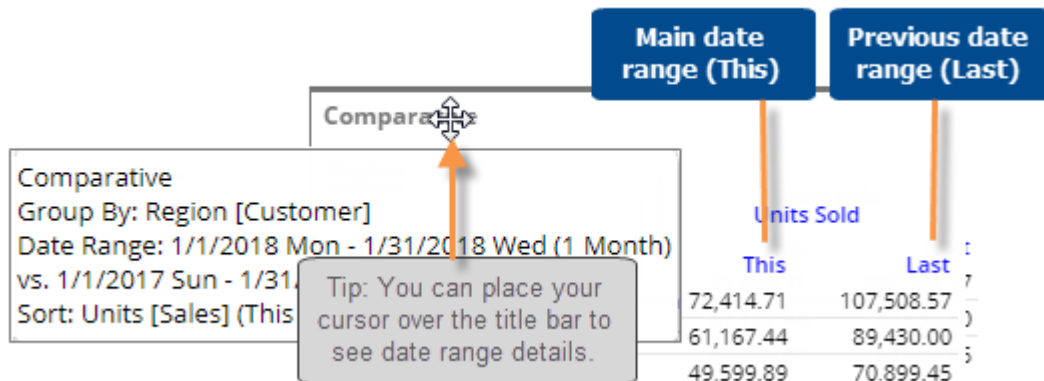 Main date
range (This)
Previous date
range (Last)
Comparative
Comparative
Group By: Region [Customer]
Date Range: 1/1/2018 Mon - 1/31/2018 Wed (1 Month)
vs. 1/1/2017 Sun - 1/31/
Sort: Units [Sales] (This
Tip: You can place your
cursor over the title bar to
see date range details.
Units Sold
This Last
72,414.71 107,508.57
61,167.44 89,430.00
49,599.89 70,899.45